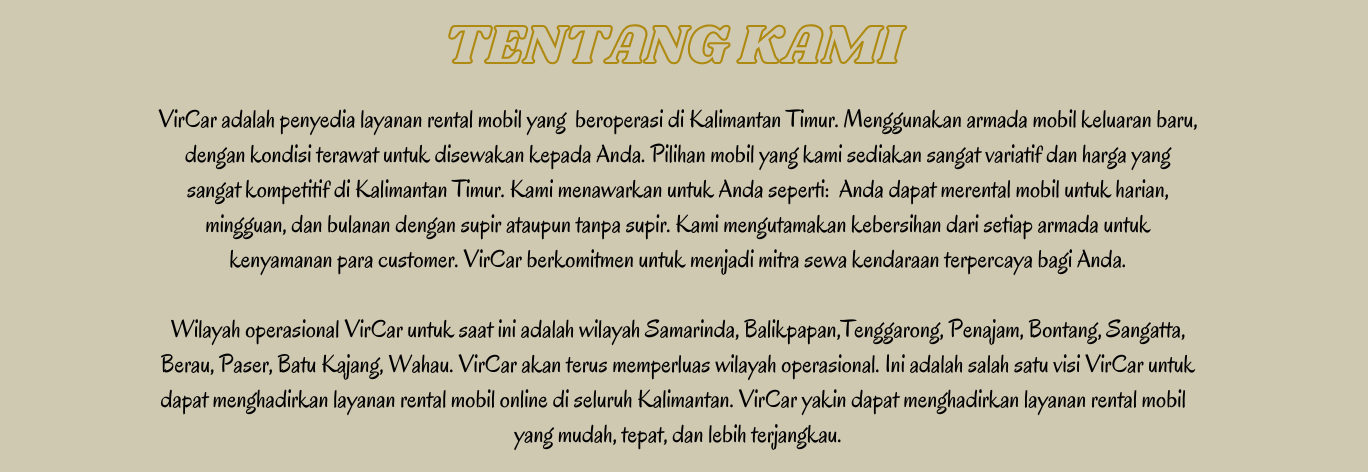 TENTANG KAMI
VirCar adalah penyedia layanan rental mobil yang beroperasi di Kalimantan Timur. Menggunakan armada mobil keluaran baru,
dengan kondisi terawat untuk disewakan kepada Anda. Pilihan mobil yang kami sediakan sangat variatif dan harga yang
sangat kompetitif di Kalimantan Timur. Kami menawarkan untuk Anda seperti: Anda dapat merental mobil untuk harian,
mingguan, dan bulanan dengan supir ataupun tanpa supir. Kami mengutamakan kebersihan dari setiap armada untuk
kenyamanan para customer. VirCar berkomitmen untuk menjadi mitra sewa kendaraan terpercaya bagi Anda.
Wilayah operasional VirCar untuk saat ini adalah wilayah Samarinda, Balikpapan,Tenggarong, Penajam, Bontang, Sangatta,
Berau, Paser, Batu Kajang, Wahau. VirCar akan terus memperluas wilayah operasional. Ini adalah salah satu visi VirCar untuk
dapat menghadirkan layanan rental mobil online di seluruh Kalimantan. VirCar yakin dapat menghadirkan layanan rental mobil
yang mudah, tepat, dan lebih terjangkau.